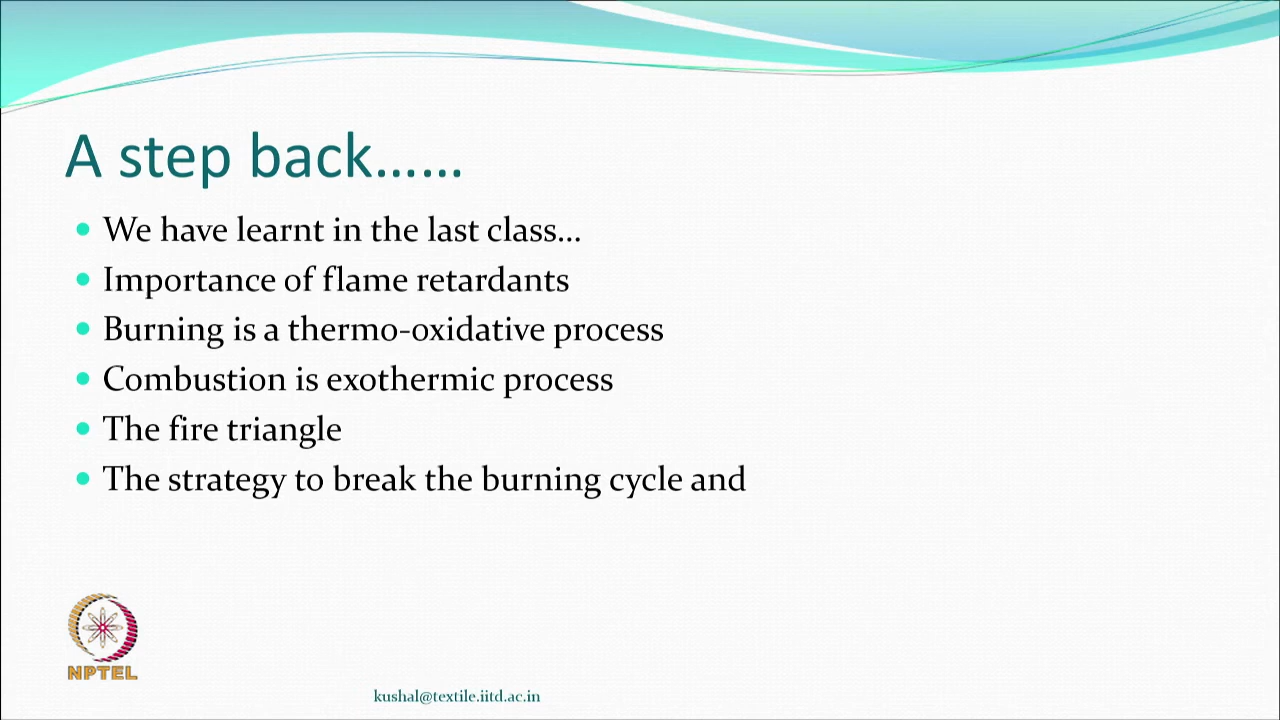 A step back......
We have learnt in the last class...
Importance of flame retardants
Burning is a thermo-oxidative process
Combustion is exothermic process
The fire triangle
The strategy to break the burning cycle and
NPTEL
kushal@textile.iitd.ac.in